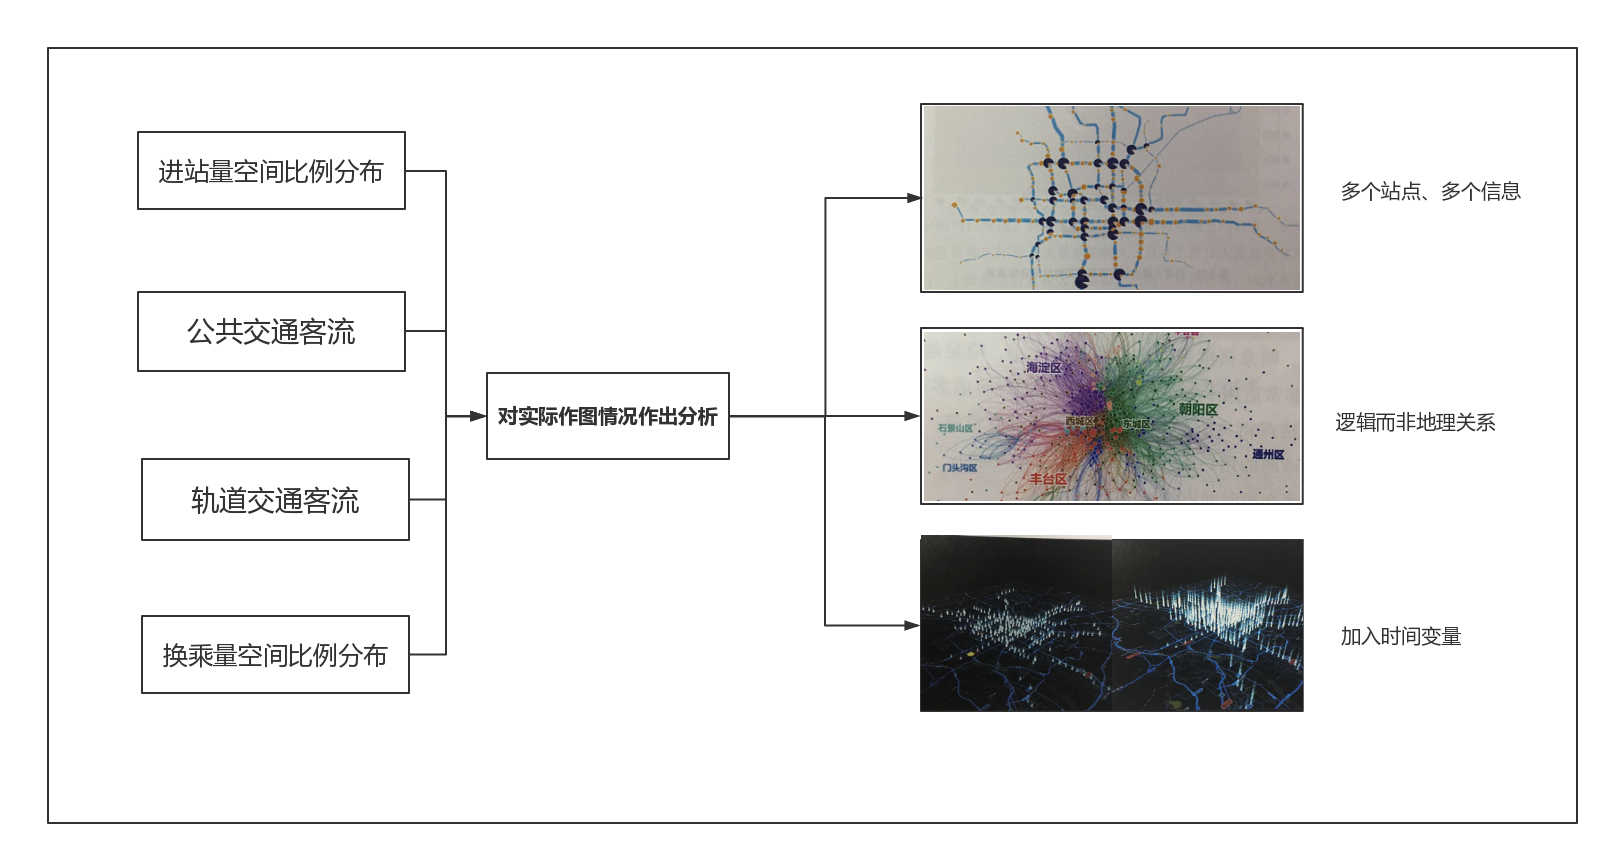 进站量空间比例分布
公共交通客流
轨道交通客流
换乘量空间比例分布
对实际作图情况作出分析
多个站点、多个信息
海淀区
朝阳区
西城区
东城区
石景山区
门头沟区
通州区
丰台区
逻辑而非地理关系
加入时间变量